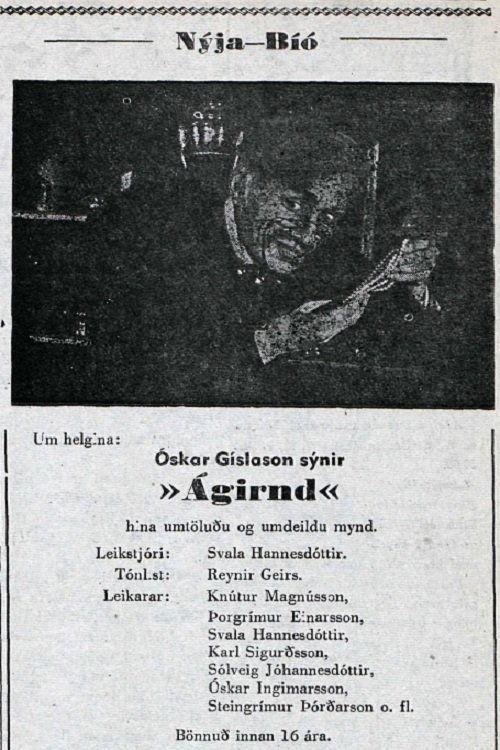 Nýja—Bíó
Um helgina:
Óskar Gíslason sýnir
»Ágirnd«
hina umtöluðu og umdeildu mynd.
Leikstjóri: Svala Hannesdóttir.
Tónlist: Reynir Geirs.
Leikarar: Knútur Magnússon,
Þorgrímur Einarsson,
Svala Hannesdóttir,
Karl Sigurðsson,
Sólveig Jóhannesdóttir,
Óskar Ingimarsson,
Steingrímur Þórðarson o. fl.
Bönnuð innan 16 ára.